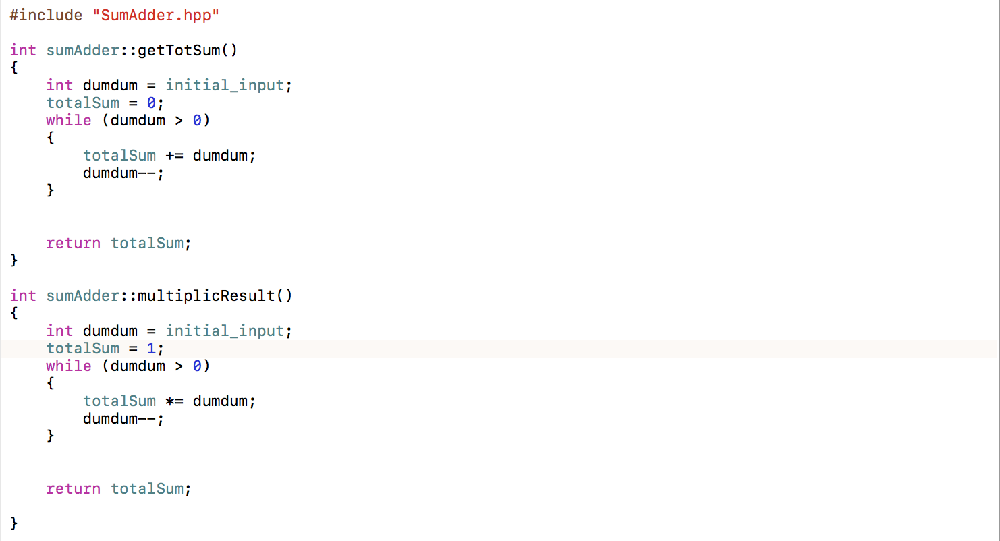 #include "SumAdder.hpp"
int sumAdder::getTotSum()
{
    int dumdum = initial_input;
    totalSum = 0;
    while (dumdum > 0)
    {
        totalSum += dumdum;
        dumdum--;
    }
    return totalSum;
}
int sumAdder::multiplicResult()
{
    int dumdum = initial_input;
    totalSum = 1;
    while (dumdum > 0)
    {
        totalSum *= dumdum;
        dumdum--;
    }
    return totalSum;
}